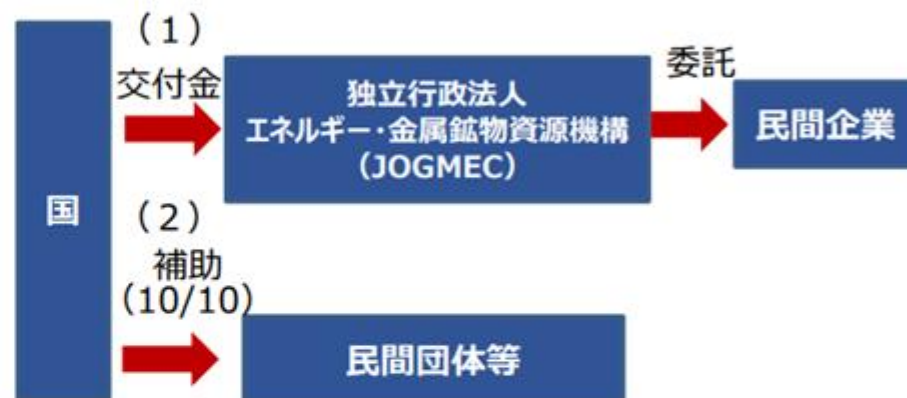 国
（1）
交付金
独立行政法人
エネルギー・金属鉱物資源機構
（JOGMEC）
委託
民間企業
（2）
補助
（10/10）
民間団体等